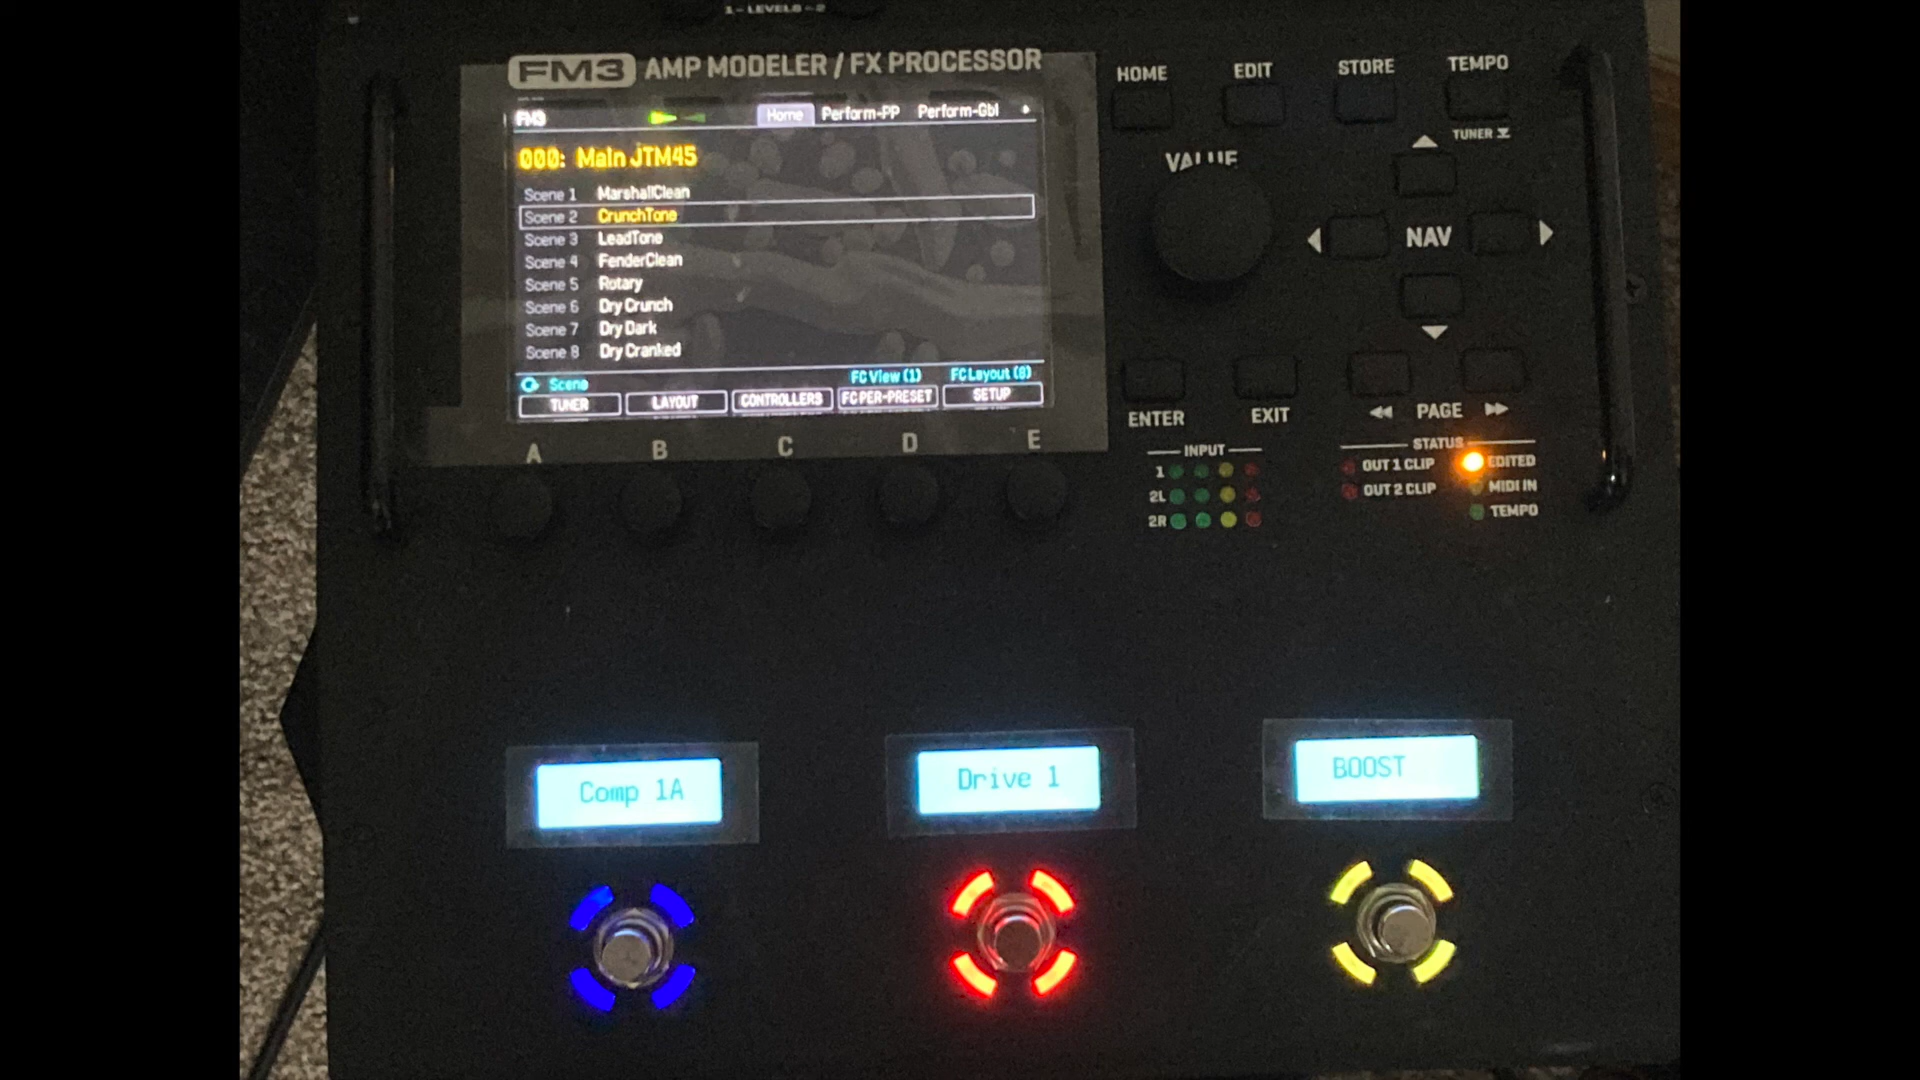 1 - LEVELS - 2
FM3 AMP MODELER / FX PROCESSOR
HOME EDIT STORE TEMPO
FM3 Home Perform-PP Perform-Gbl
TUNER
000: Main JTM45
VALUE
Scene 1 MarshallClean
Scene 2 CrunchTone
Scene 3 LeadTone
NAV
Scene 4 FenderClean
Scene 5 Rotary
Scene 6 Dry Crunch
Scene 7 Dry Dark
Scene 8 Dry Cranked
Scene FC View (1) FC Layout (8)
TUNER LAYOUT CONTROLLERS FC PER-PRESET SETUP
ENTER EXIT PAGE
A B C D E
INPUT STATUS
1 OUT 1 CLIP EDITED
2L OUT 2 CLIP MIDI IN
2R TEMPO
Comp 1A Drive 1 BOOST